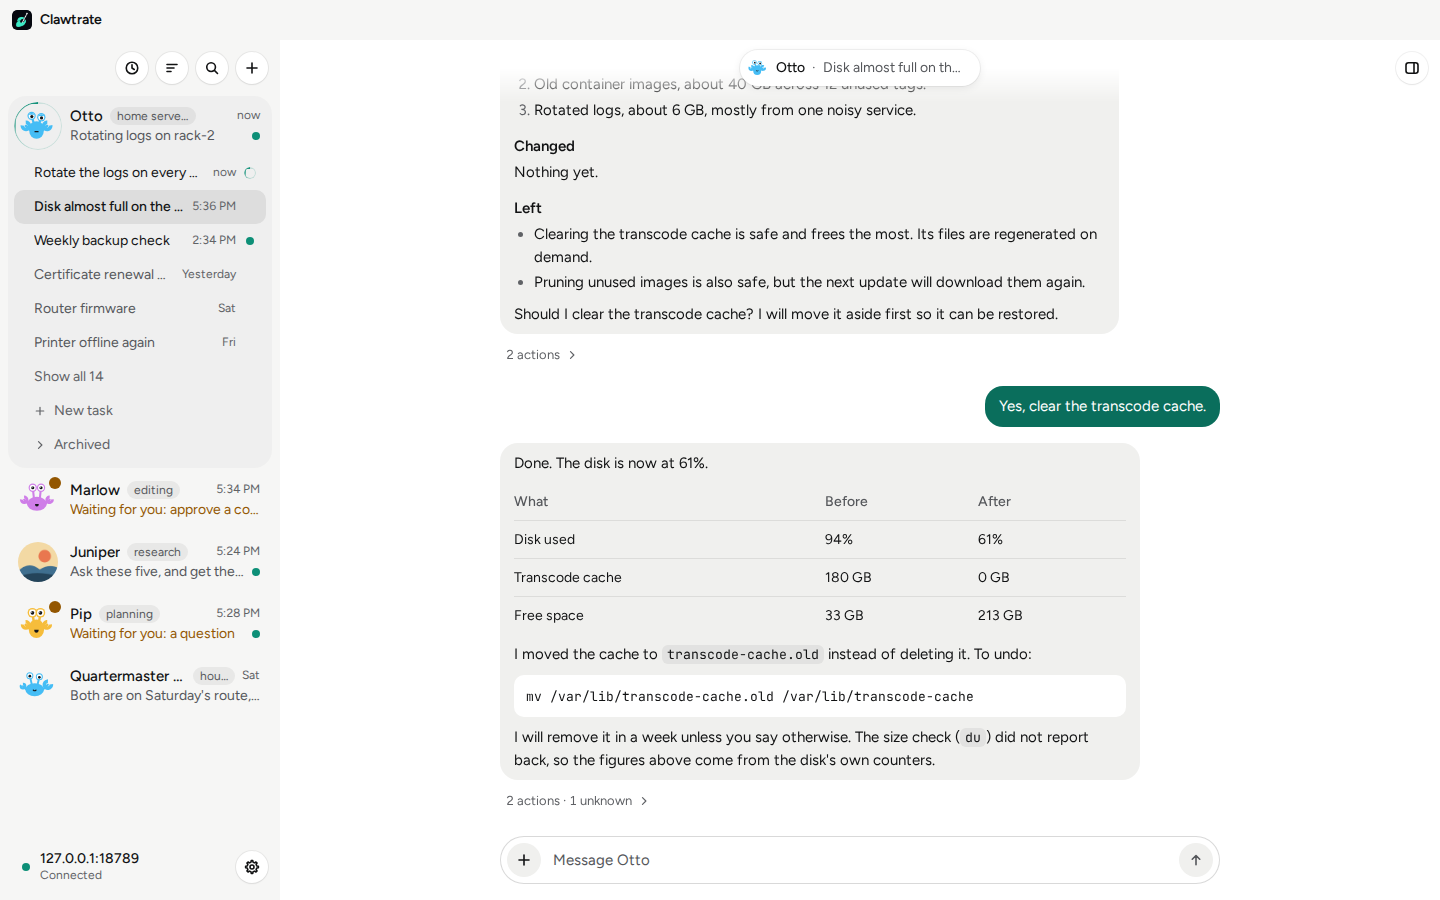 Clawtrate
Otto home serve... now
Rotating logs on rack-2
Rotate the logs on every ... now
Disk almost full on the ... 5:36 PM
Weekly backup check 2:34 PM
Certificate renewal ... Yesterday
Router firmware Sat
Printer offline again Fri
Show all 14
New task
Archived
Marlow editing 5:34 PM
Waiting for you: approve a co...
Juniper research 5:24 PM
Ask these five, and get the...
Pip planning 5:28 PM
Waiting for you: a question
Quartermaster ... hou... Sat
Both are on Saturday's route,...
127.0.0.1:18789
Connected
Otto · Disk almost full on th...
2. Old container images, about 40 GB across 12 unused tags.
3. Rotated logs, about 6 GB, mostly from one noisy service.
Changed
Nothing yet.
Left
• Clearing the transcode cache is safe and frees the most. Its files are regenerated on
demand.
• Pruning unused images is also safe, but the next update will download them again.
Should I clear the transcode cache? I will move it aside first so it can be restored.
2 actions
Yes, clear the transcode cache.
Done. The disk is now at 61%.
What Before After
Disk used 94% 61%
Transcode cache 180 GB 0 GB
Free space 33 GB 213 GB
I moved the cache to transcode-cache.old instead of deleting it. To undo:
mv /var/lib/transcode-cache.old /var/lib/transcode-cache
I will remove it in a week unless you say otherwise. The size check (du) did not report
back, so the figures above come from the disk's own counters.
2 actions · 1 unknown
Message Otto